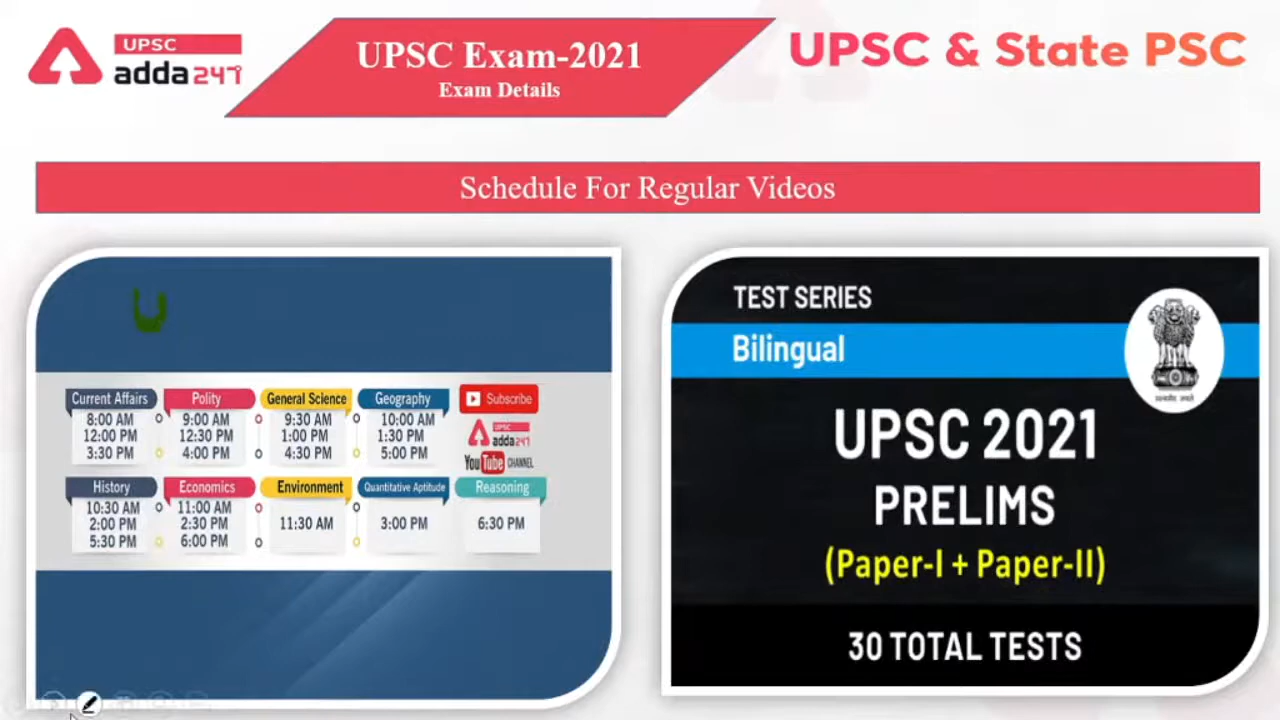 UPSC
adda247
UPSC Exam-2021
Exam Details
UPSC & State PSC
Schedule For Regular Videos
U
Current Affairs
8:00 AM
12:00 PM
3:30 PM
Polity
9:00 AM
12:30 PM
4:00 PM
General Science
9:30 AM
1:00 PM
4:30 PM
Geography
10:00 AM
1:30 PM
5:00 PM
Subscribe
UPSC
adda247
YouTube CHANNEL
History
10:30 AM
2:00 PM
5:30 PM
Economics
11:00 AM
2:30 PM
6:00 PM
Environment
11:30 AM
Quantitative Aptitude
3:00 PM
Reasoning
6:30 PM
TEST SERIES
Bilingual
सत्यमेव जयते
UPSC 2021
PRELIMS
(Paper-I + Paper-II)
30 TOTAL TESTS